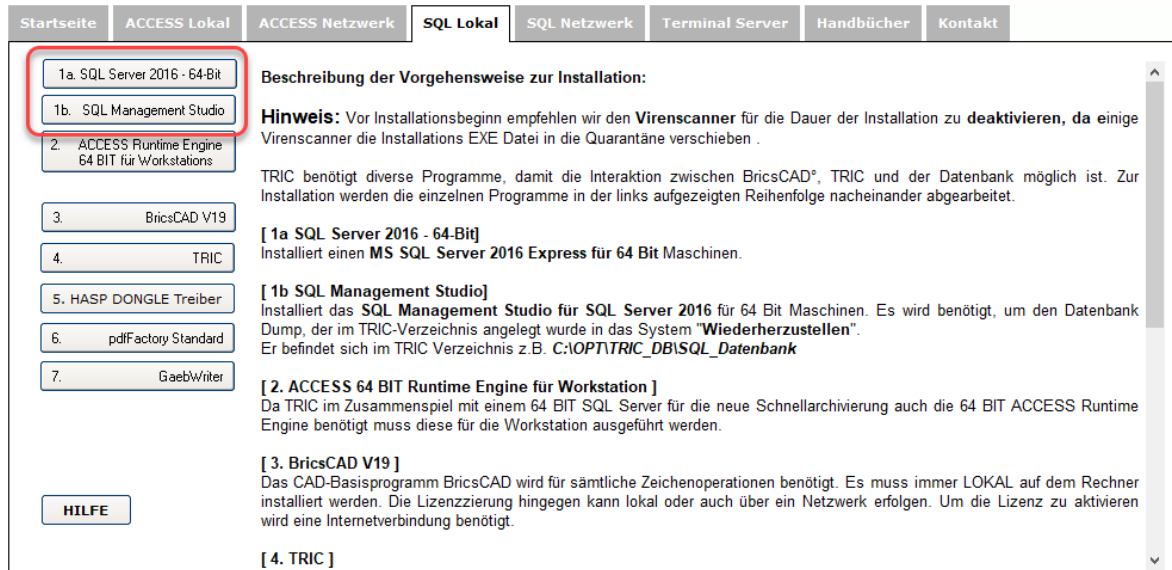 Startseite ACCESS Lokal ACCESS Netzwerk SQL Lokal SQL Netzwerk Terminal Server Handbücher Kontakt
1a. SQL Server 2016 - 64-Bit
1b. SQL Management Studio
2. ACCESS Runtime Engine
64 BIT für Workstations
3. BricsCAD V19
4. TRIC
5. HASP DONGLE Treiber
6. pdfFactory Standard
7. GaebWriter
HILFE
Beschreibung der Vorgehensweise zur Installation:
Hinweis: Vor Installationsbeginn empfehlen wir den Virenscanner für die Dauer der Installation zu deaktivieren, da einige
Virenscanner die Installations EXE Datei in die Quarantäne verschieben .
TRIC benötigt diverse Programme, damit die Interaktion zwischen BricsCAD°, TRIC und der Datenbank möglich ist. Zur
Installation werden die einzelnen Programme in der links aufgezeigten Reihenfolge nacheinander abgearbeitet.
[ 1a SQL Server 2016 - 64-Bit]
Installiert einen MS SQL Server 2016 Express für 64 Bit Maschinen.
[ 1b SQL Management Studio]
Installiert das SQL Management Studio für SQL Server 2016 für 64 Bit Maschinen. Es wird benötigt, um den Datenbank
Dump, der im TRIC-Verzeichnis angelegt wurde in das System "Wiederherzustellen".
Er befindet sich im TRIC Verzeichnis z.B. C:\OPT\TRIC_DB\SQL_Datenbank
[ 2. ACCESS 64 BIT Runtime Engine für Workstation ]
Da TRIC im Zusammenspiel mit einem 64 BIT SQL Server für die neue Schnellarchivierung auch die 64 BIT ACCESS Runtime
Engine benötigt muss diese für die Workstation ausgeführt werden.
[ 3. BricsCAD V19 ]
Das CAD-Basisprogramm BricsCAD wird für sämtliche Zeichenoperationen benötigt. Es muss immer LOKAL auf dem Rechner
installiert werden. Die Lizenzzierung hingegen kann lokal oder auch über ein Netzwerk erfolgen. Um die Lizenz zu aktivieren
wird eine Internetverbindung benötigt.
[ 4. TRIC ]